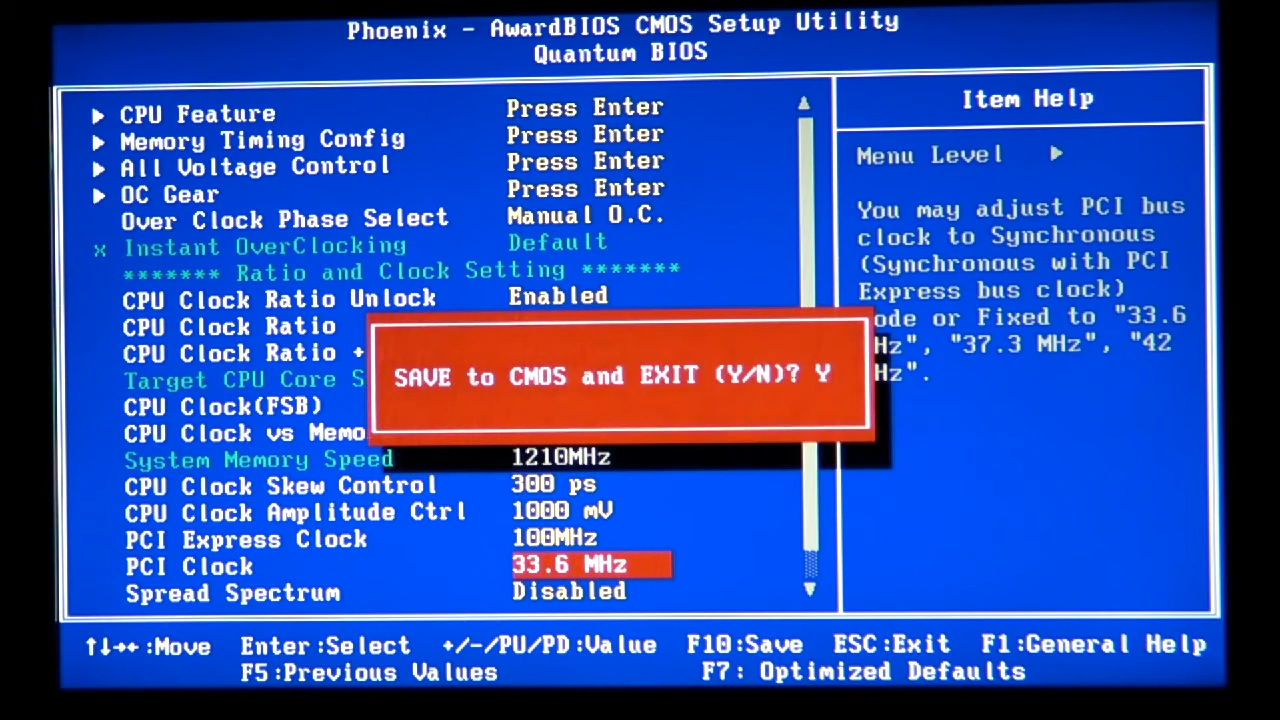 Phoenix - AwardBIOS CMOS Setup Utility
Quantum BIOS
CPU Feature Press Enter
Memory Timing Config Press Enter
All Voltage Control Press Enter
OC Gear Press Enter
Over Clock Phase Select Manual O.C.
x Instant OverClocking Default
******* Ratio and Clock Setting *******
CPU Clock Ratio Unlock Enabled
CPU Clock Ratio
CPU Clock Ratio +
Target CPU Core S
CPU Clock(FSB)
CPU Clock vs Memo
System Memory Speed 1210MHz
CPU Clock Skew Control 300 ps
CPU Clock Amplitude Ctrl 1000 mV
PCI Express Clock 100MHz
PCI Clock 33.6 MHz
Spread Spectrum Disabled
SAVE to CMOS and EXIT (Y/N)? Y
Item Help
Menu Level
You may adjust PCI bus
clock to Synchronous
(Synchronous with PCI
Express bus clock)
ode or Fixed to "33.6
Hz", "37.3 MHz", "42
Hz".
↑↓→←:Move Enter:Select +/-/PU/PD:Value F10:Save ESC:Exit F1:General Help
F5:Previous Values F7: Optimized Defaults